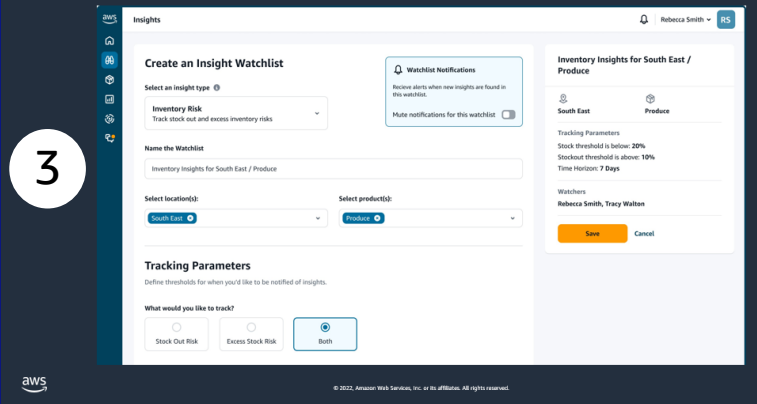 aws
Insights
Rebecca Smith
RS
3
Create an Insight Watchlist
Select an insight type
Inventory Risk
Track stock out and excess inventory risks
Watchlist Notifications
Recieve alerts when new insights are found in
this watchlist.
Mute notifications for this watchlist
Name the Watchlist
Inventory Insights for South East / Produce
Select location(s):
South East
Select product(s):
Produce
Tracking Parameters
Define thresholds for when you'd like to be notified of insights.
What would you like to track?
Stock Out Risk
Excess Stock Risk
Both
Inventory Insights for South East /
Produce
South East
Produce
Tracking Parameters
Stock threshold is below: 20%
Stockout threshold is above: 10%
Time Horizon: 7 Days
Watchers
Rebecca Smith, Tracy Walton
Save
Cancel
aws
© 2022, Amazon Web Services, Inc. or its affiliates. All rights reserved.